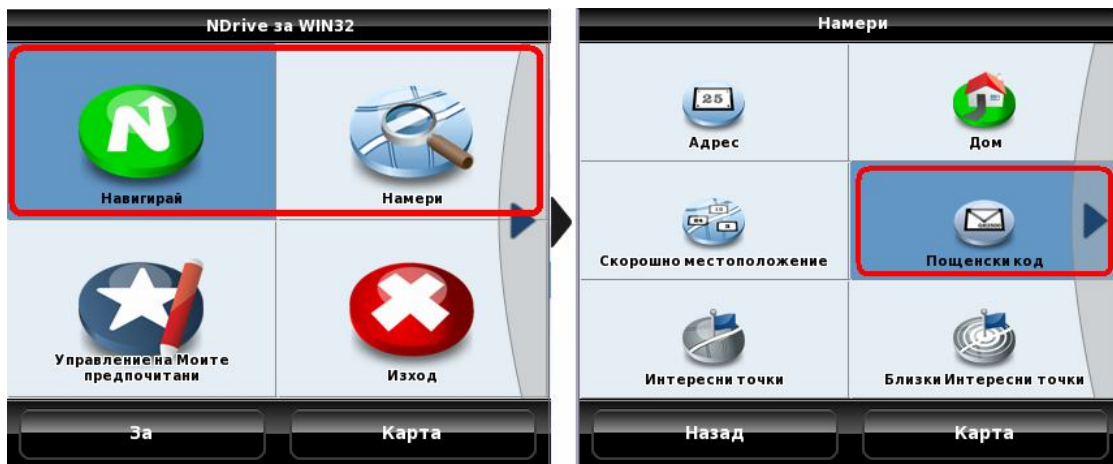 NDrive за WIN32
Навигирай
Намери
Управление на Моите
предпочитани
Изход
За
Карта
Намери
25
Адрес
Дом
Скорошно местоположение
Пощенски код
Интересни точки
Близки Интересни точки
Назад
Карта